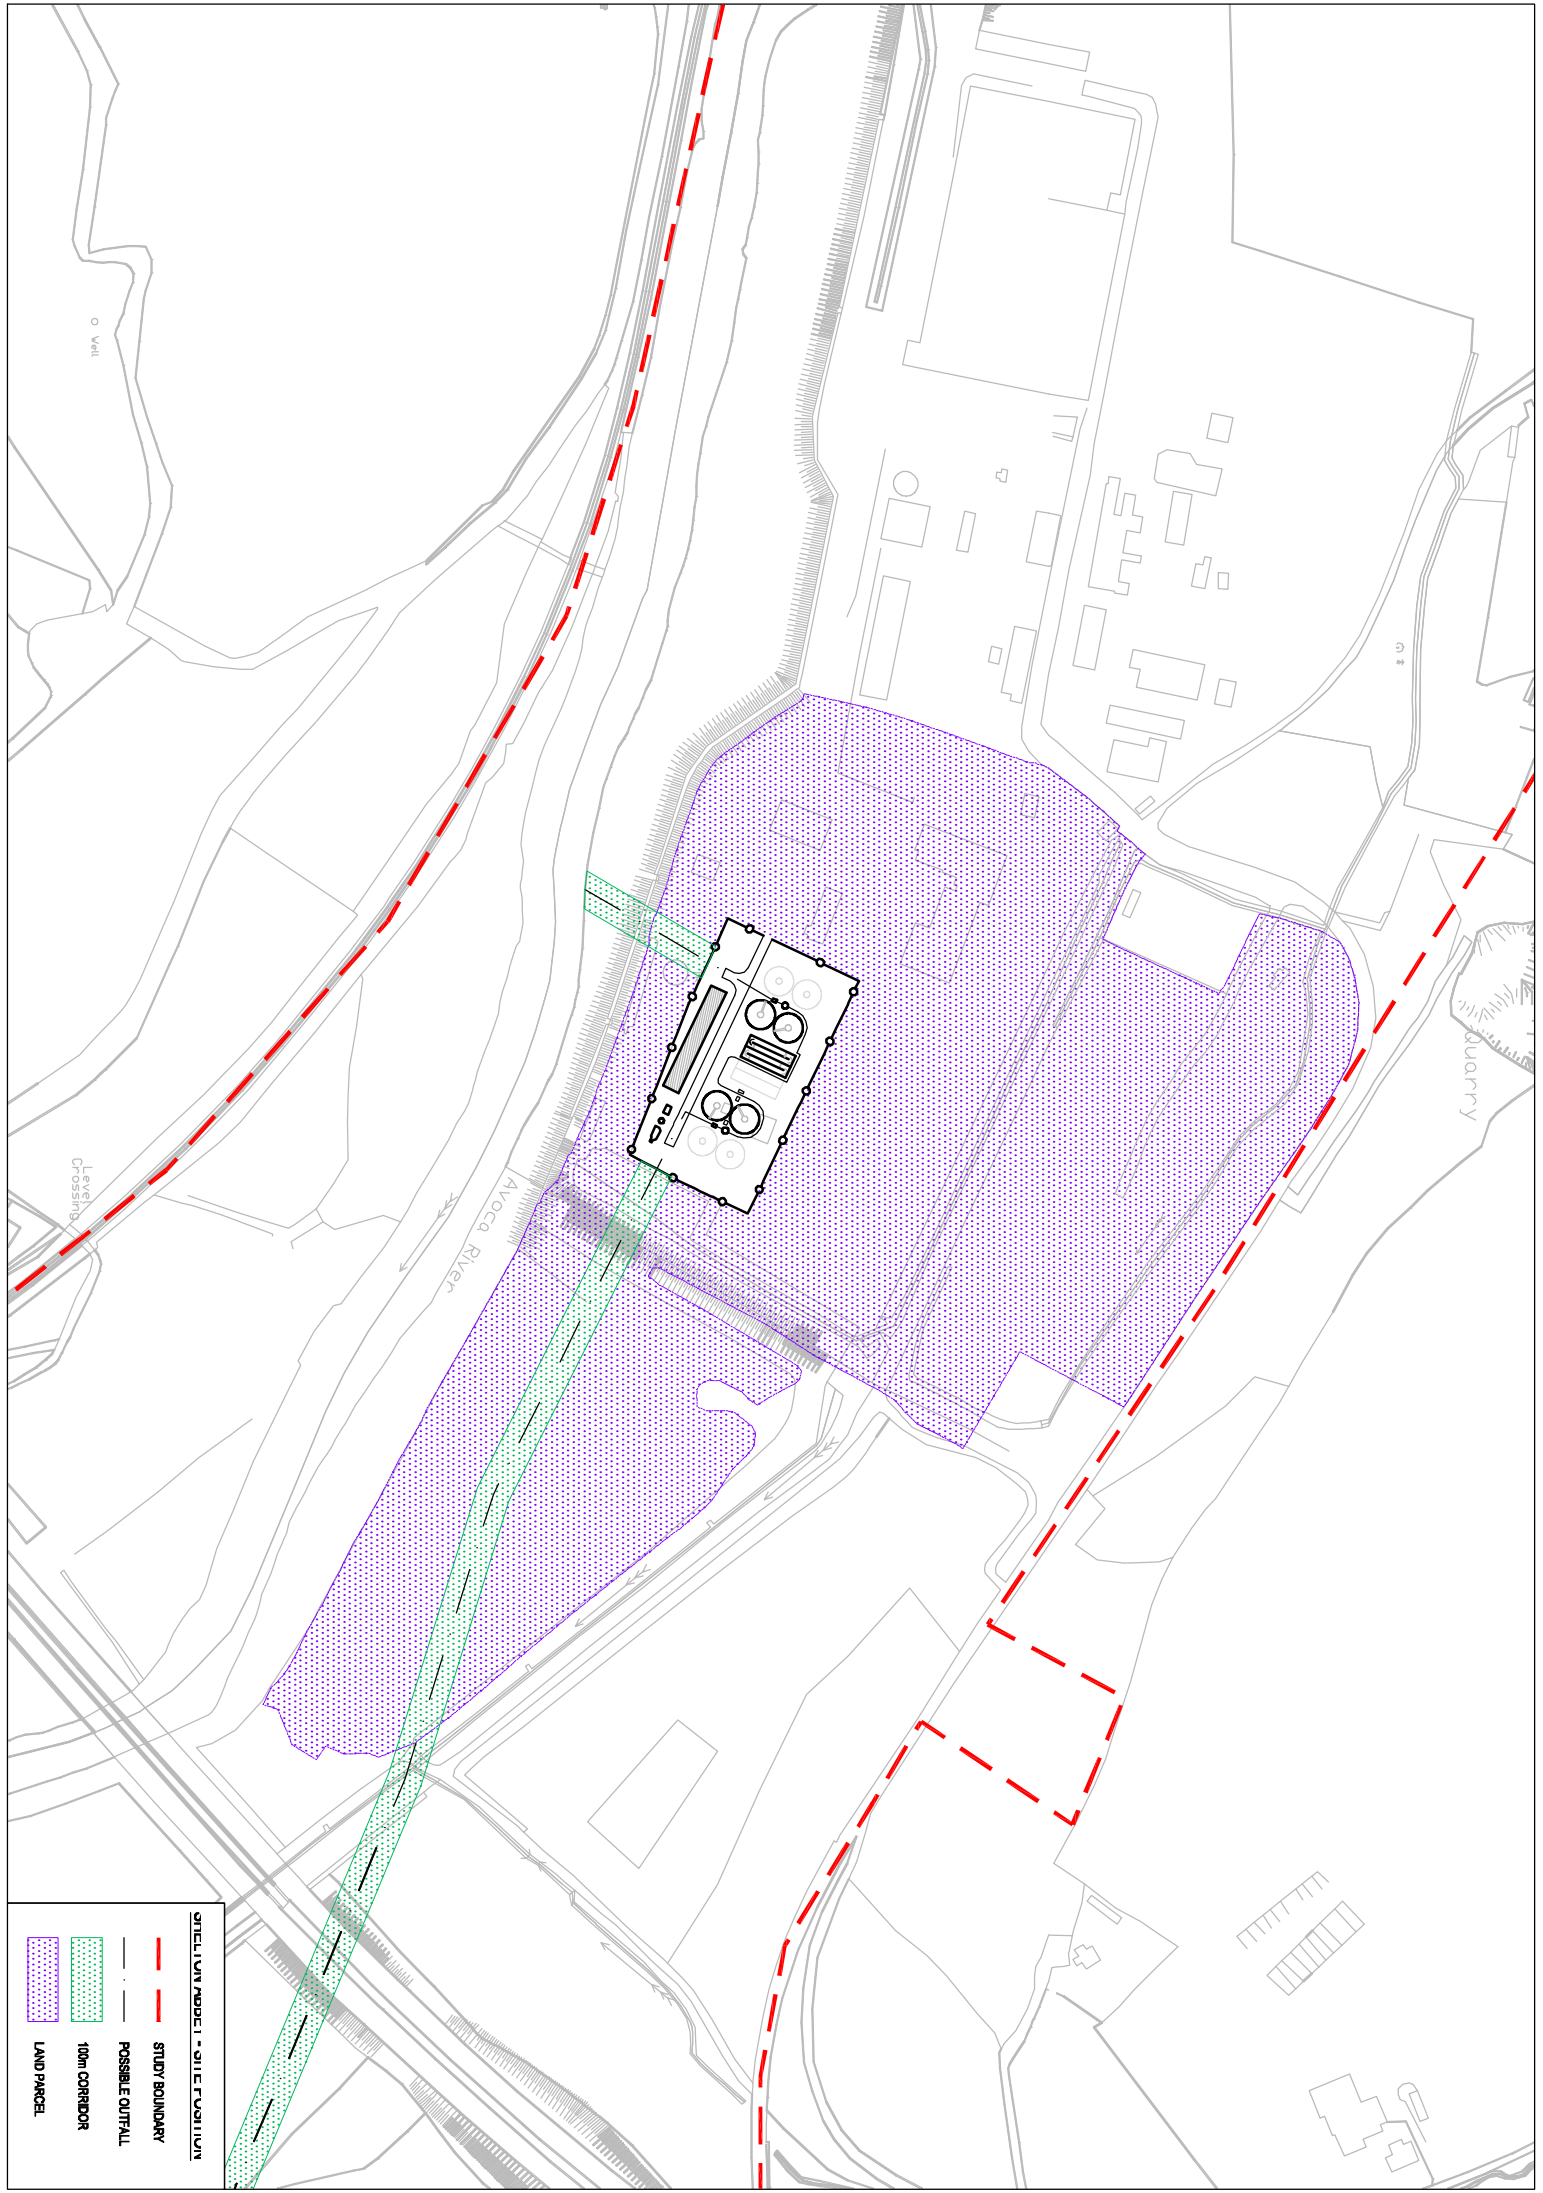 Well
Quarry
Avoca River
Level
Crossing
SHELTON ABBEY - SITE POSITION
STUDY BOUNDARY
POSSIBLE OUTFALL
100m CORRIDOR
LAND PARCEL